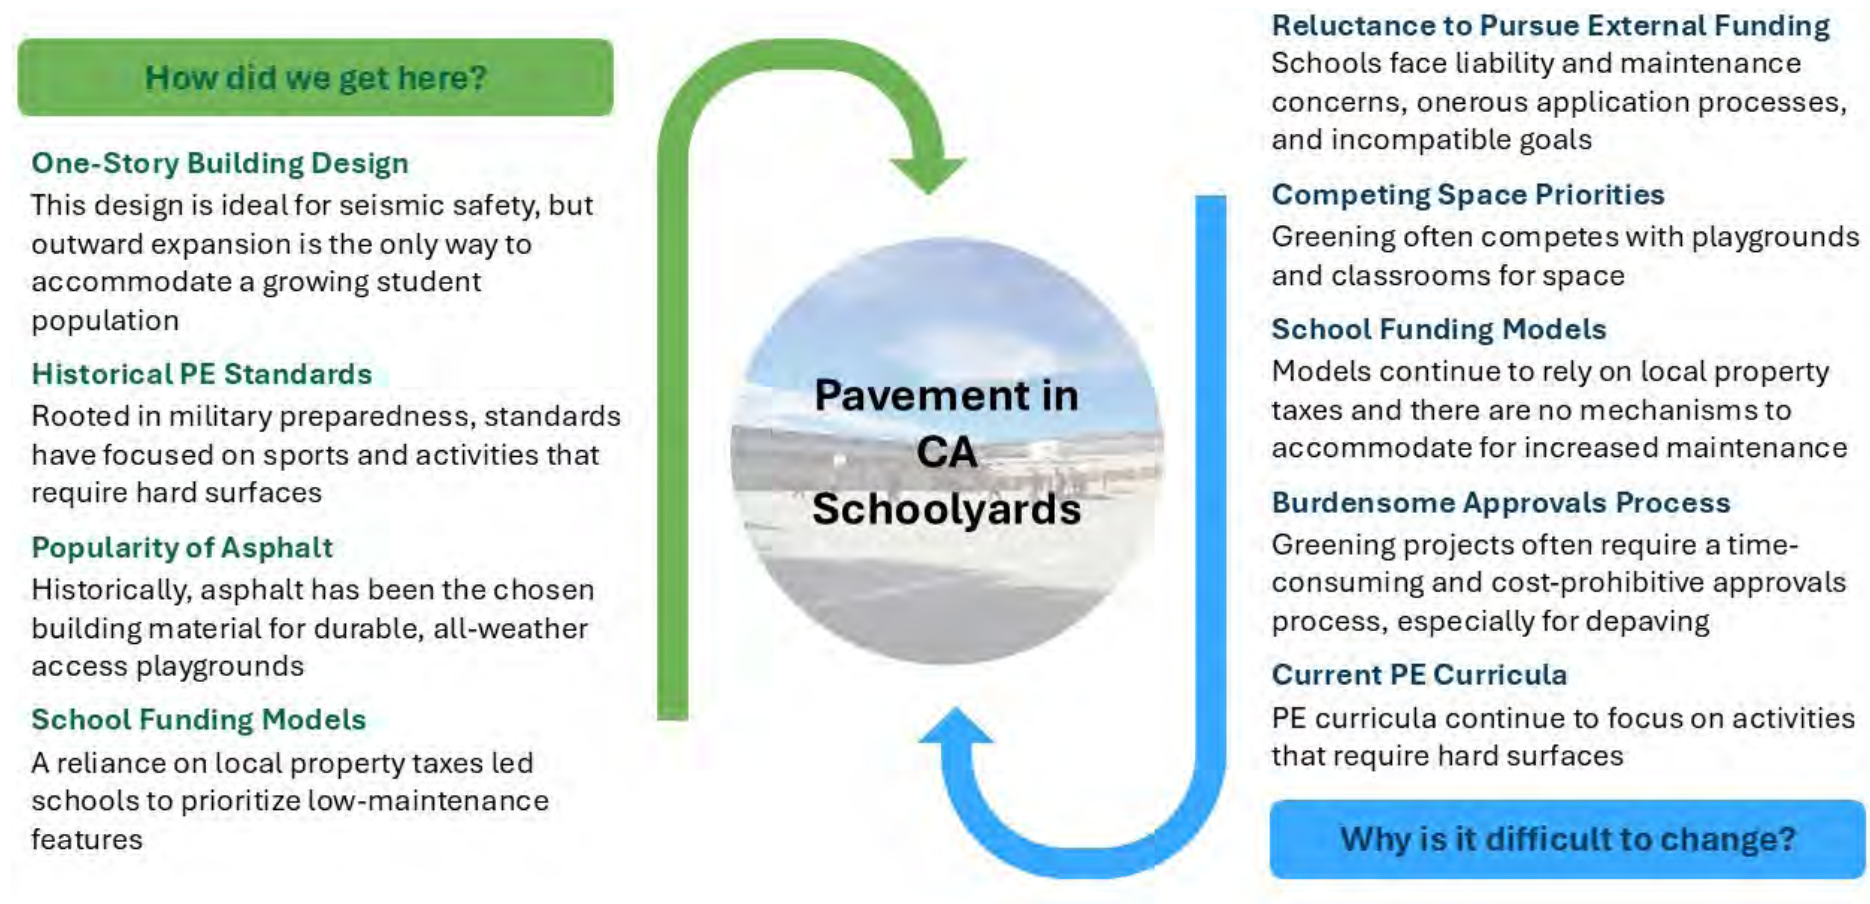 How did we get here?
One-Story Building Design
This design is ideal for seismic safety, but
outward expansion is the only way to
accommodate a growing student
population
Historical PE Standards
Rooted in military preparedness, standards
have focused on sports and activities that
require hard surfaces
Popularity of Asphalt
Historically, asphalt has been the chosen
building material for durable, all-weather
access playgrounds
School Funding Models
A reliance on local property taxes led
schools to prioritize low-maintenance
features
Pavement in
CA
Schoolyards
Reluctance to Pursue External Funding
Schools face liability and maintenance
concerns, onerous application processes,
and incompatible goals
Competing Space Priorities
Greening often competes with playgrounds
and classrooms for space
School Funding Models
Models continue to rely on local property
taxes and there are no mechanisms to
accommodate for increased maintenance
Burdensome Approvals Process
Greening projects often require a time-
consuming and cost-prohibitive approvals
process, especially for depaving
Current PE Curricula
PE curricula continue to focus on activities
that require hard surfaces
Why is it difficult to change?